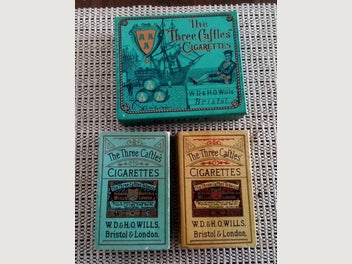 The
Three Castles
CIGARETTES
W.D.& H.O. Wills
Bristol.
The Three Castles
CIGARETTES
W.D. & H.O. WILLS,
Bristol & London.
The Three Castles
CIGARETTES
W.D. & H.O. WILLS,
Bristol & London.